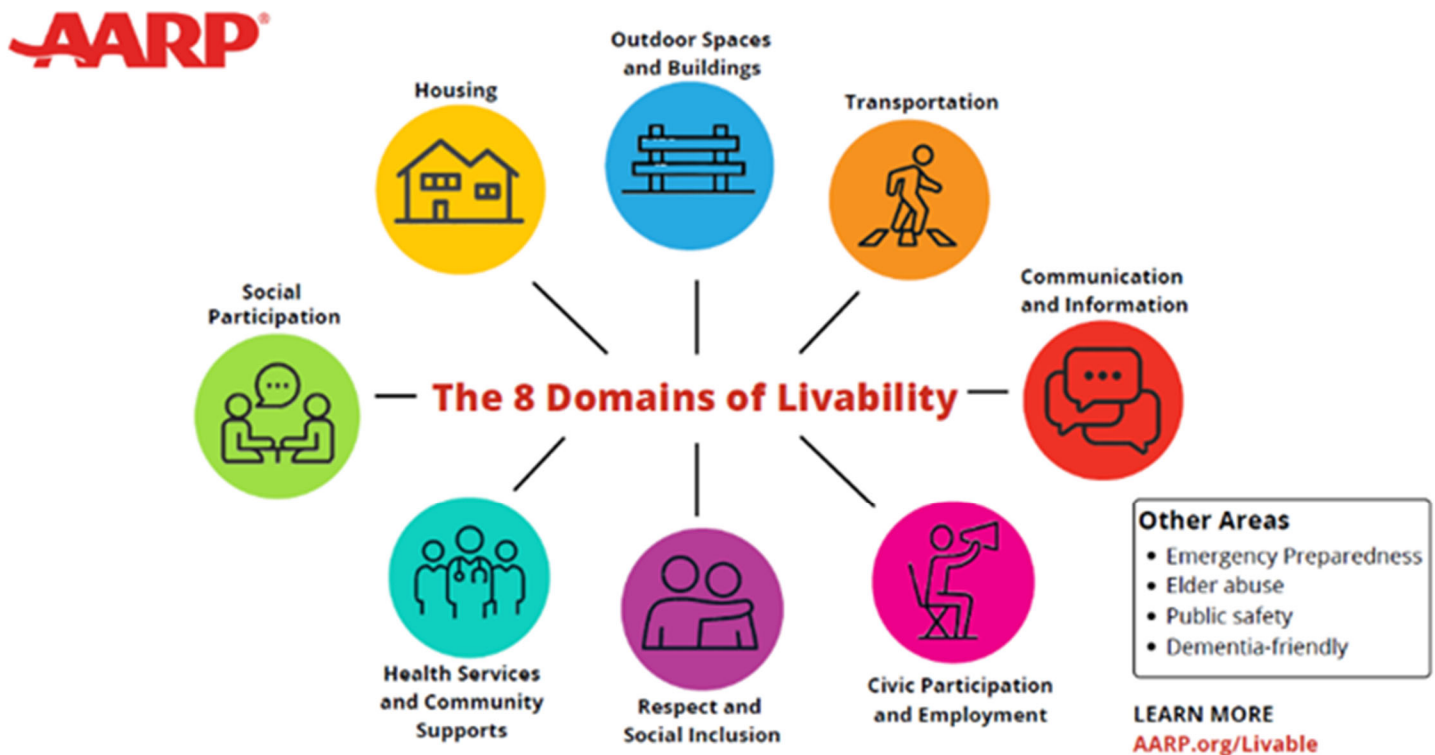 AARP®
Outdoor Spaces
and Buildings
Housing
Transportation
Communication
and Information
Social
Participation
The 8 Domains of Livability
Health Services
and Community
Supports
Respect and
Social Inclusion
Civic Participation
and Employment
Other Areas
• Emergency Preparedness
• Elder abuse
• Public safety
• Dementia-friendly
LEARN MORE
AARP.org/Livable